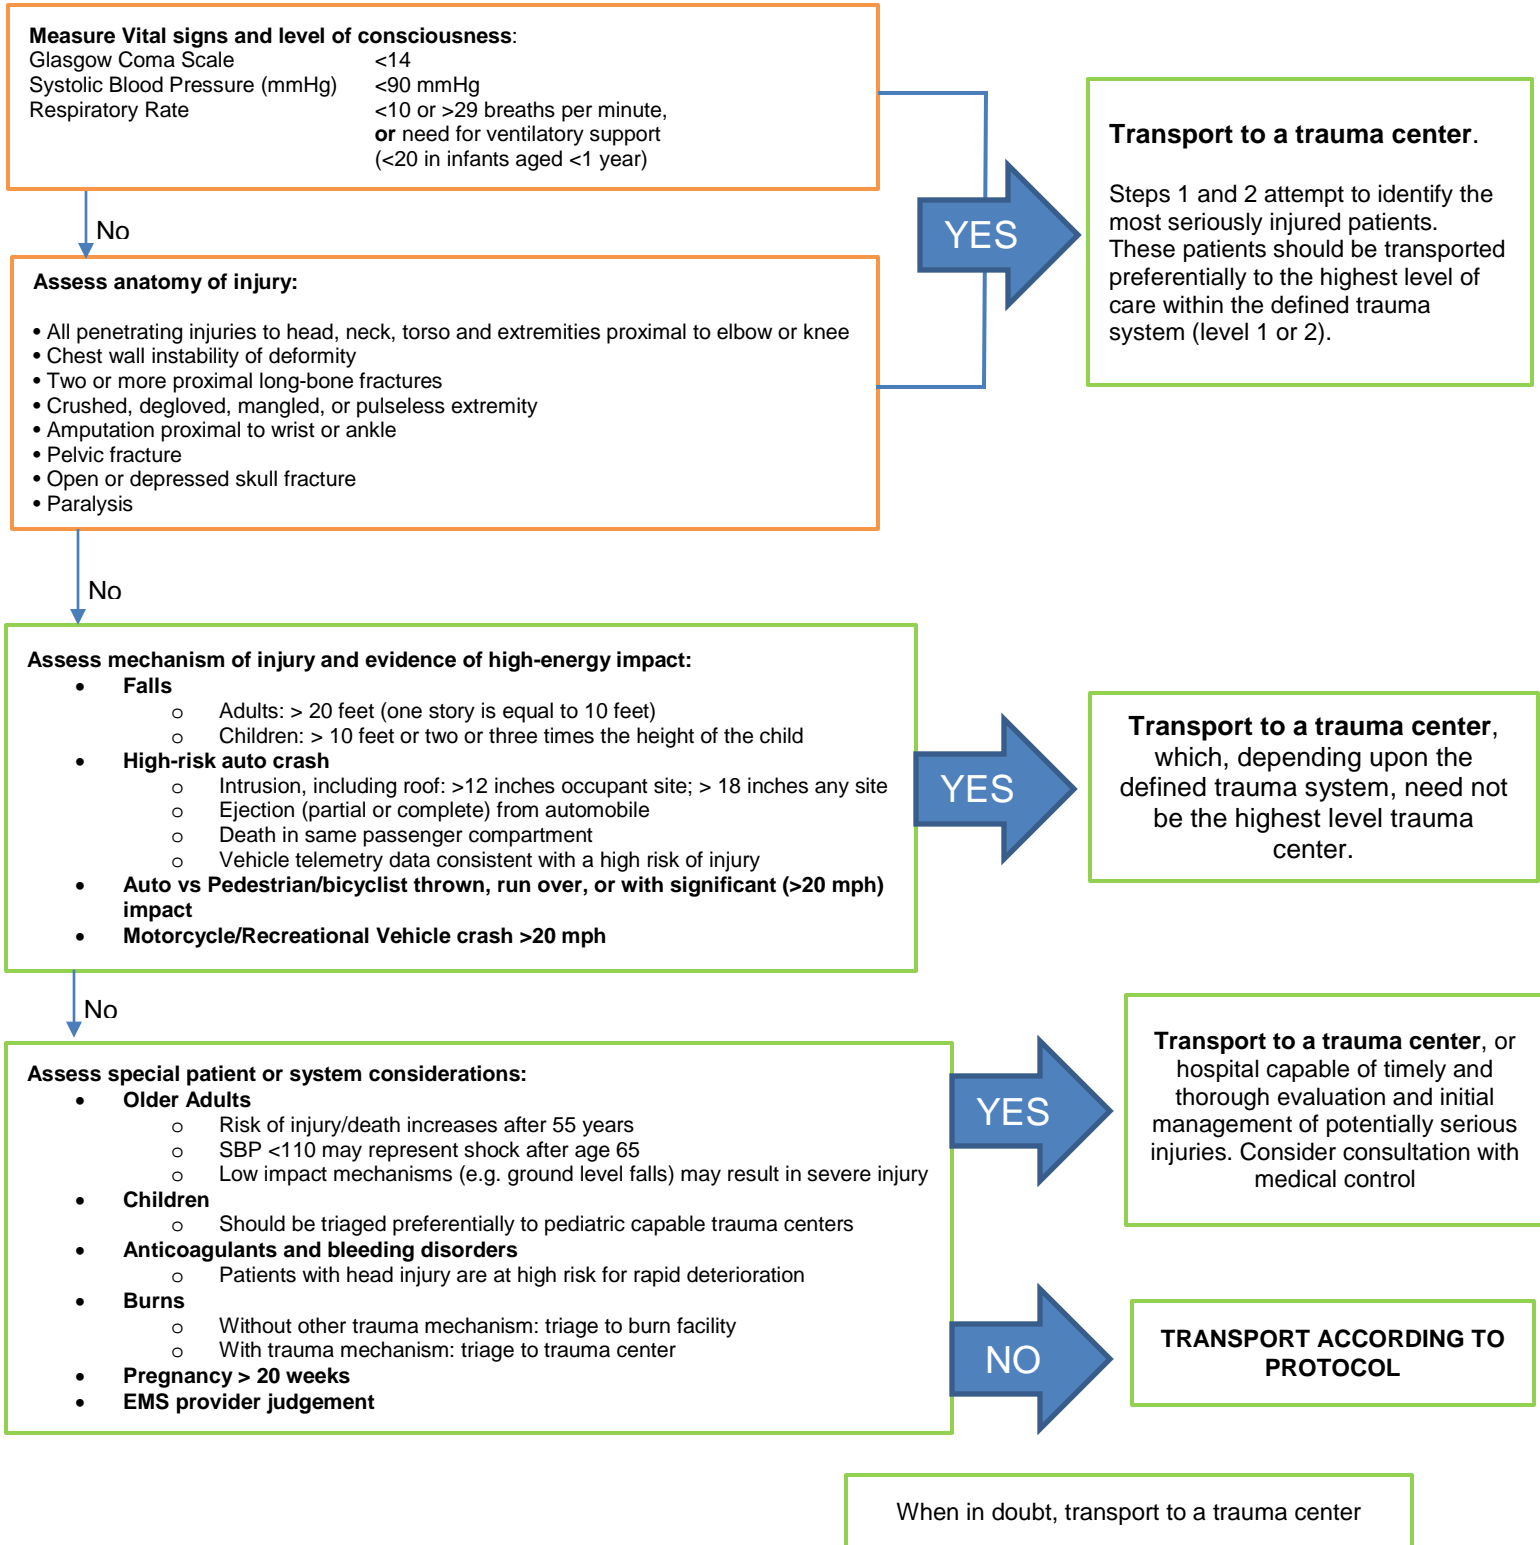 Measure Vital signs and level of consciousness:
Glasgow Coma Scale <14
Systolic Blood Pressure (mmHg) <90 mmHg
Respiratory Rate <10 or >29 breaths per minute,
or need for ventilatory support
(<20 in infants aged <1 year)
YES
Transport to a trauma center.
Steps 1 and 2 attempt to identify the
most seriously injured patients.
These patients should be transported
preferentially to the highest level of
care within the defined trauma
system (level 1 or 2).
No
Assess anatomy of injury:
• All penetrating injuries to head, neck, torso and extremities proximal to elbow or knee
• Chest wall instability of deformity
• Two or more proximal long-bone fractures
• Crushed, degloved, mangled, or pulseless extremity
• Amputation proximal to wrist or ankle
• Pelvic fracture
• Open or depressed skull fracture
• Paralysis
No
Assess mechanism of injury and evidence of high-energy impact:
• Falls
o Adults: > 20 feet (one story is equal to 10 feet)
o Children: > 10 feet or two or three times the height of the child
• High-risk auto crash
o Intrusion, including roof: >12 inches occupant site; > 18 inches any site
o Ejection (partial or complete) from automobile
o Death in same passenger compartment
o Vehicle telemetry data consistent with a high risk of injury
• Auto vs Pedestrian/bicyclist thrown, run over, or with significant (>20 mph)
impact
• Motorcycle/Recreational Vehicle crash >20 mph
YES
Transport to a trauma center,
which, depending upon the
defined trauma system, need not
be the highest level trauma
center.
No
Assess special patient or system considerations:
• Older Adults
o Risk of injury/death increases after 55 years
o SBP <110 may represent shock after age 65
o Low impact mechanisms (e.g. ground level falls) may result in severe injury
• Children
o Should be triaged preferentially to pediatric capable trauma centers
• Anticoagulants and bleeding disorders
o Patients with head injury are at high risk for rapid deterioration
• Burns
o Without other trauma mechanism: triage to burn facility
o With trauma mechanism: triage to trauma center
• Pregnancy > 20 weeks
• EMS provider judgement
YES
Transport to a trauma center, or
hospital capable of timely and
thorough evaluation and initial
management of potentially serious
injuries. Consider consultation with
medical control
NO
TRANSPORT ACCORDING TO
PROTOCOL
When in doubt, transport to a trauma center